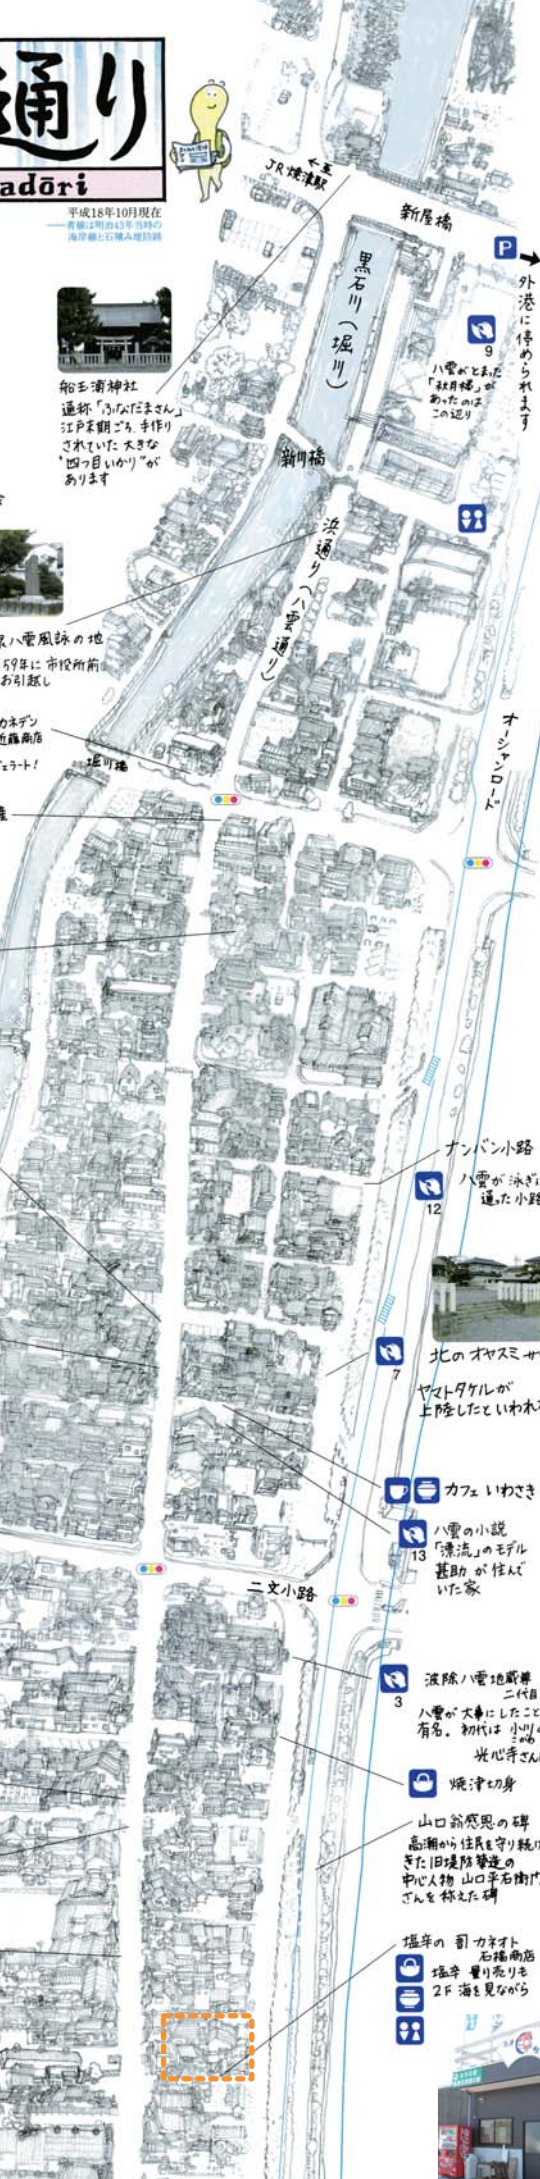 通り
adōri
平成18年10月現在
青線は明治43年当時の
海岸線と石積み堤防跡
←至
JR焼津駅
新屋橋
P
外港に停められます
黒石川(堀川)
9
八雲がとまった
「秋月楼」が
あったのは
この辺り
船玉浦神社
通称「ふなだまさん」
江戸末期ごろ、手作り
されていた大きな
"四つ目いかり"が
あります
新川橋
浜通り(八雲通り)
八雲風詠の地
59年に市役所前
お引越し
カネデン
近藤商店
ジェラート!
堀川橋
オーシャンロード
ナンバン小路
12
八雲が泳ぎに
通った小路
7
北のオヤスミサ
ヤマトタケルが
上陸したといわれ
カフェ いわさき
13
八雲の小説
「漂流」のモデル
甚助が住んで
いた家
二文小路
3
波除八雲地蔵尊
二代目
八雲が大事にしたこと
有名。初代は小川の
光心寺さん
焼津切身
山口翁感恩の碑
高潮から住民を守り続け
きた旧堤防築造の
中心人物 山口平右衛門
さんを称えた碑
塩辛の司 カネオト
石橋商店
塩辛 量り売りも
2F 海を見ながら